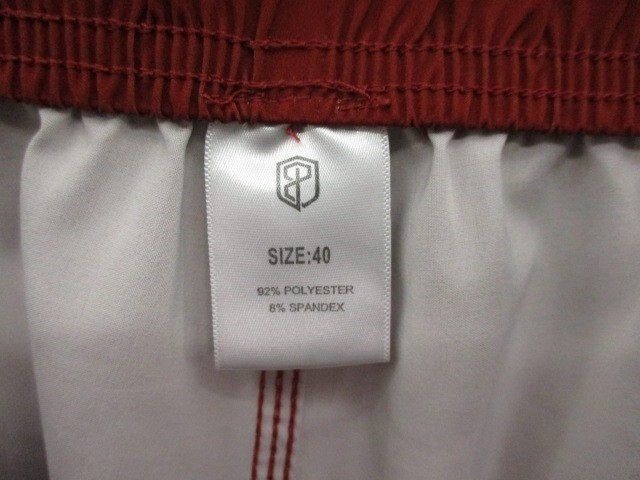 SIZE:40
92% POLYESTER
8% SPANDEX